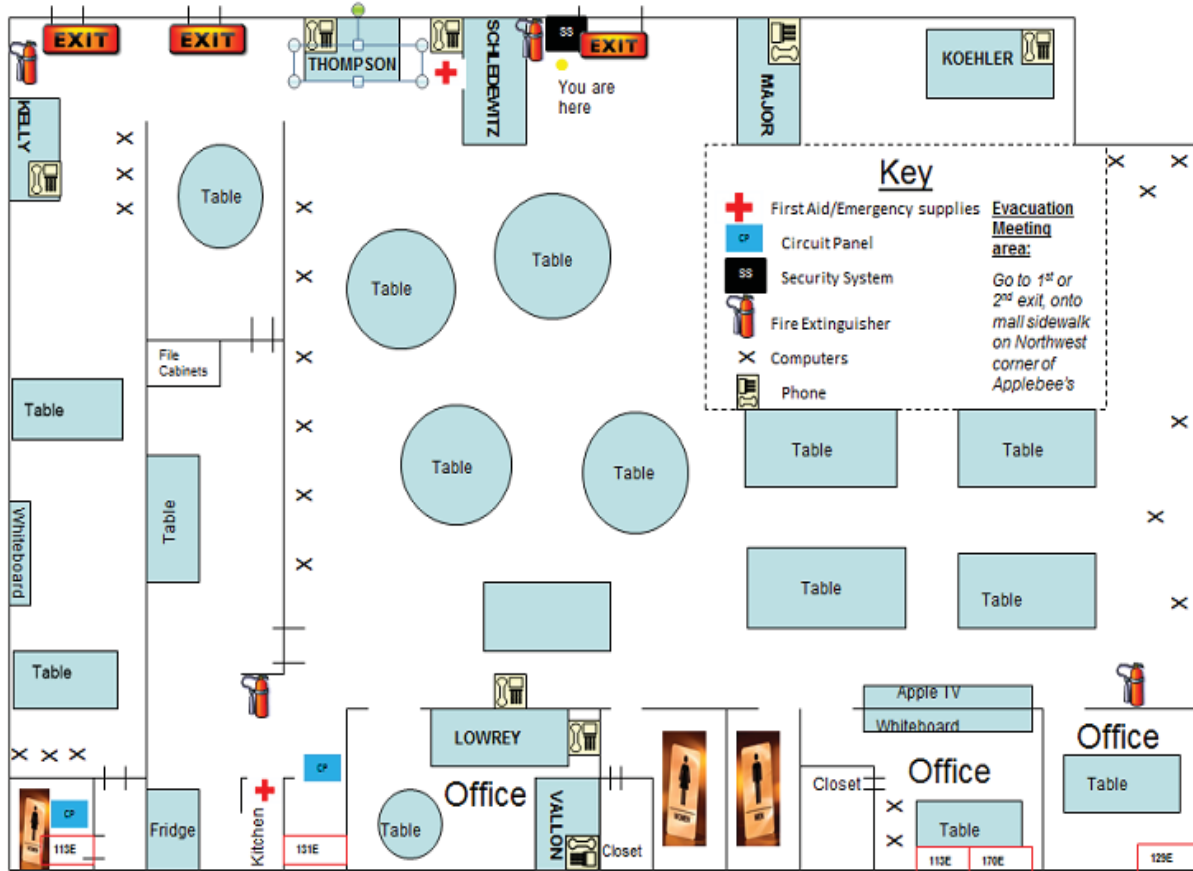 EXIT
EXIT
THOMPSON
SCHLEDEWITZ
SS
EXIT
You are
here
MAJOR
KOEHLER
KELLY
Table
Table
Table
Key
First Aid/Emergency supplies
CP
Circuit Panel
SS
Security System
Fire Extinguisher
X Computers
Phone
Evacuation
Meeting
area:
Go to 1st or
2nd exit, onto
mall sidewalk
on Northwest
corner of
Applebee's
File
Cabinets
Table
Table
Table
Table
Table
Table
Whiteboard
Table
Table
Table
Table
Apple TV
Whiteboard
LOWREY
Office
Office
Office
CP
CP
Closet
Table
Fridge
Kitchen
113E
131E
Table
VALLON
Closet
WOMEN
MEN
Table
113E
170E
129E